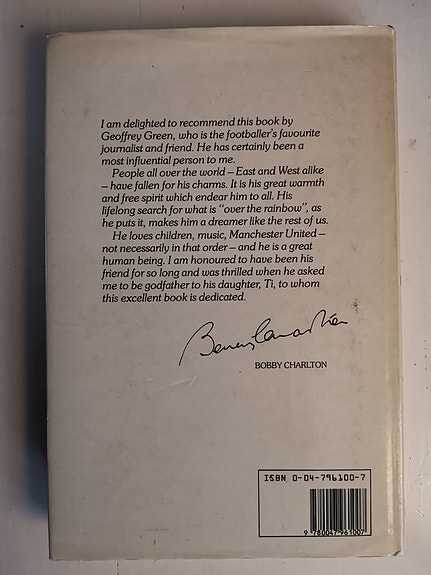 I am delighted to recommend this book by
Geoffrey Green, who is the footballer's favourite
journalist and friend. He has certainly been a
most influential person to me.
People all over the world – East and West alike
– have fallen for his charms. It is his great warmth
and free spirit which endear him to all. His
lifelong search for what is "over the rainbow", as
he puts it, makes him a dreamer like the rest of us.
He loves children, music, Manchester United –
not necessarily in that order – and he is a great
human being. I am honoured to have been his
friend for so long and was thrilled when he asked
me to be godfather to his daughter, Ti, to whom
this excellent book is dedicated.
BOBBY CHARLTON
ISBN 0-04-796100-7
9 780047 961007